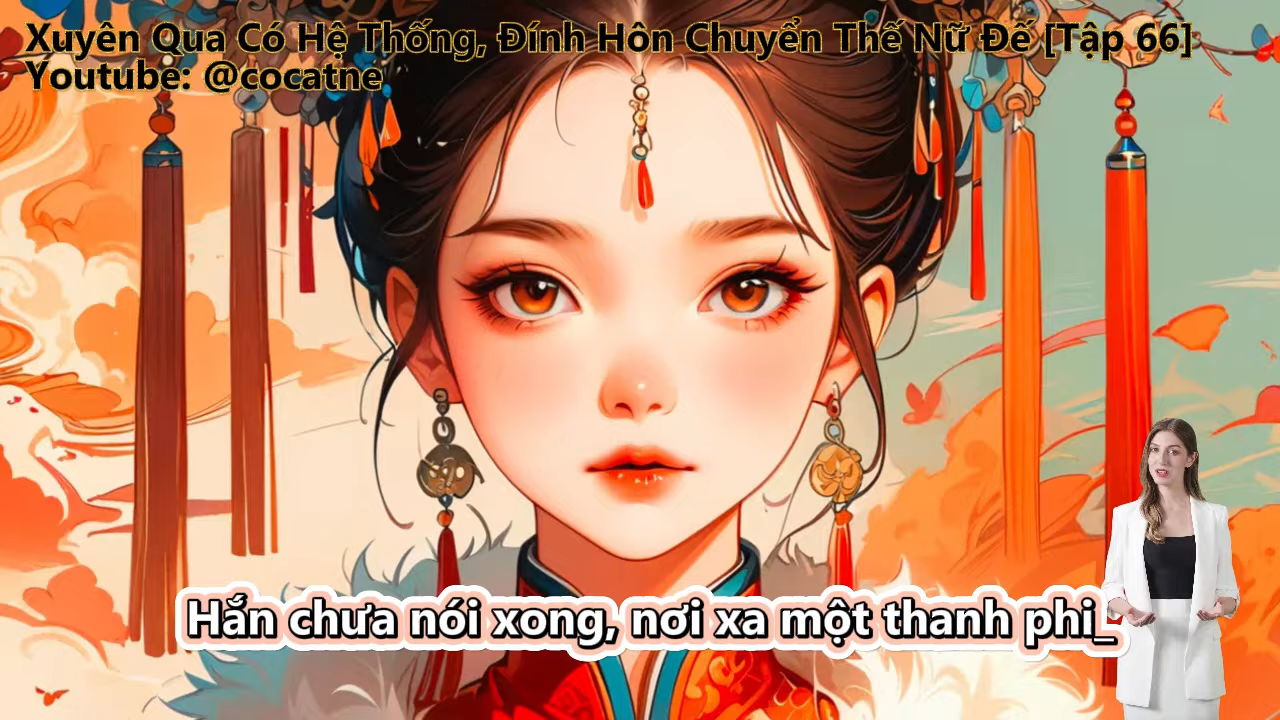 Xuyên Qua Có Hệ Thống, Đính Hôn Chuyển Thế Nữ Đế [Tập 66]
Youtube: @cocatne
Hắn chưa nói xong, nơi xa một thanh phi_